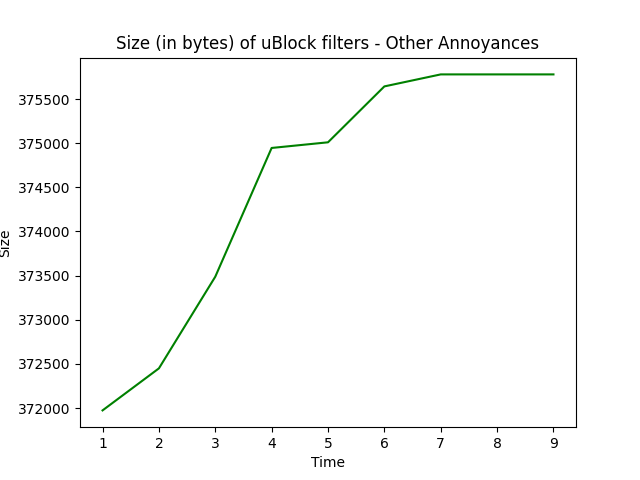 Size (in bytes) of uBlock filters - Other Annoyances
375500
375000
374500
374000
373500
373000
372500
372000
Size
1 2 3 4 5 6 7 8 9
Time